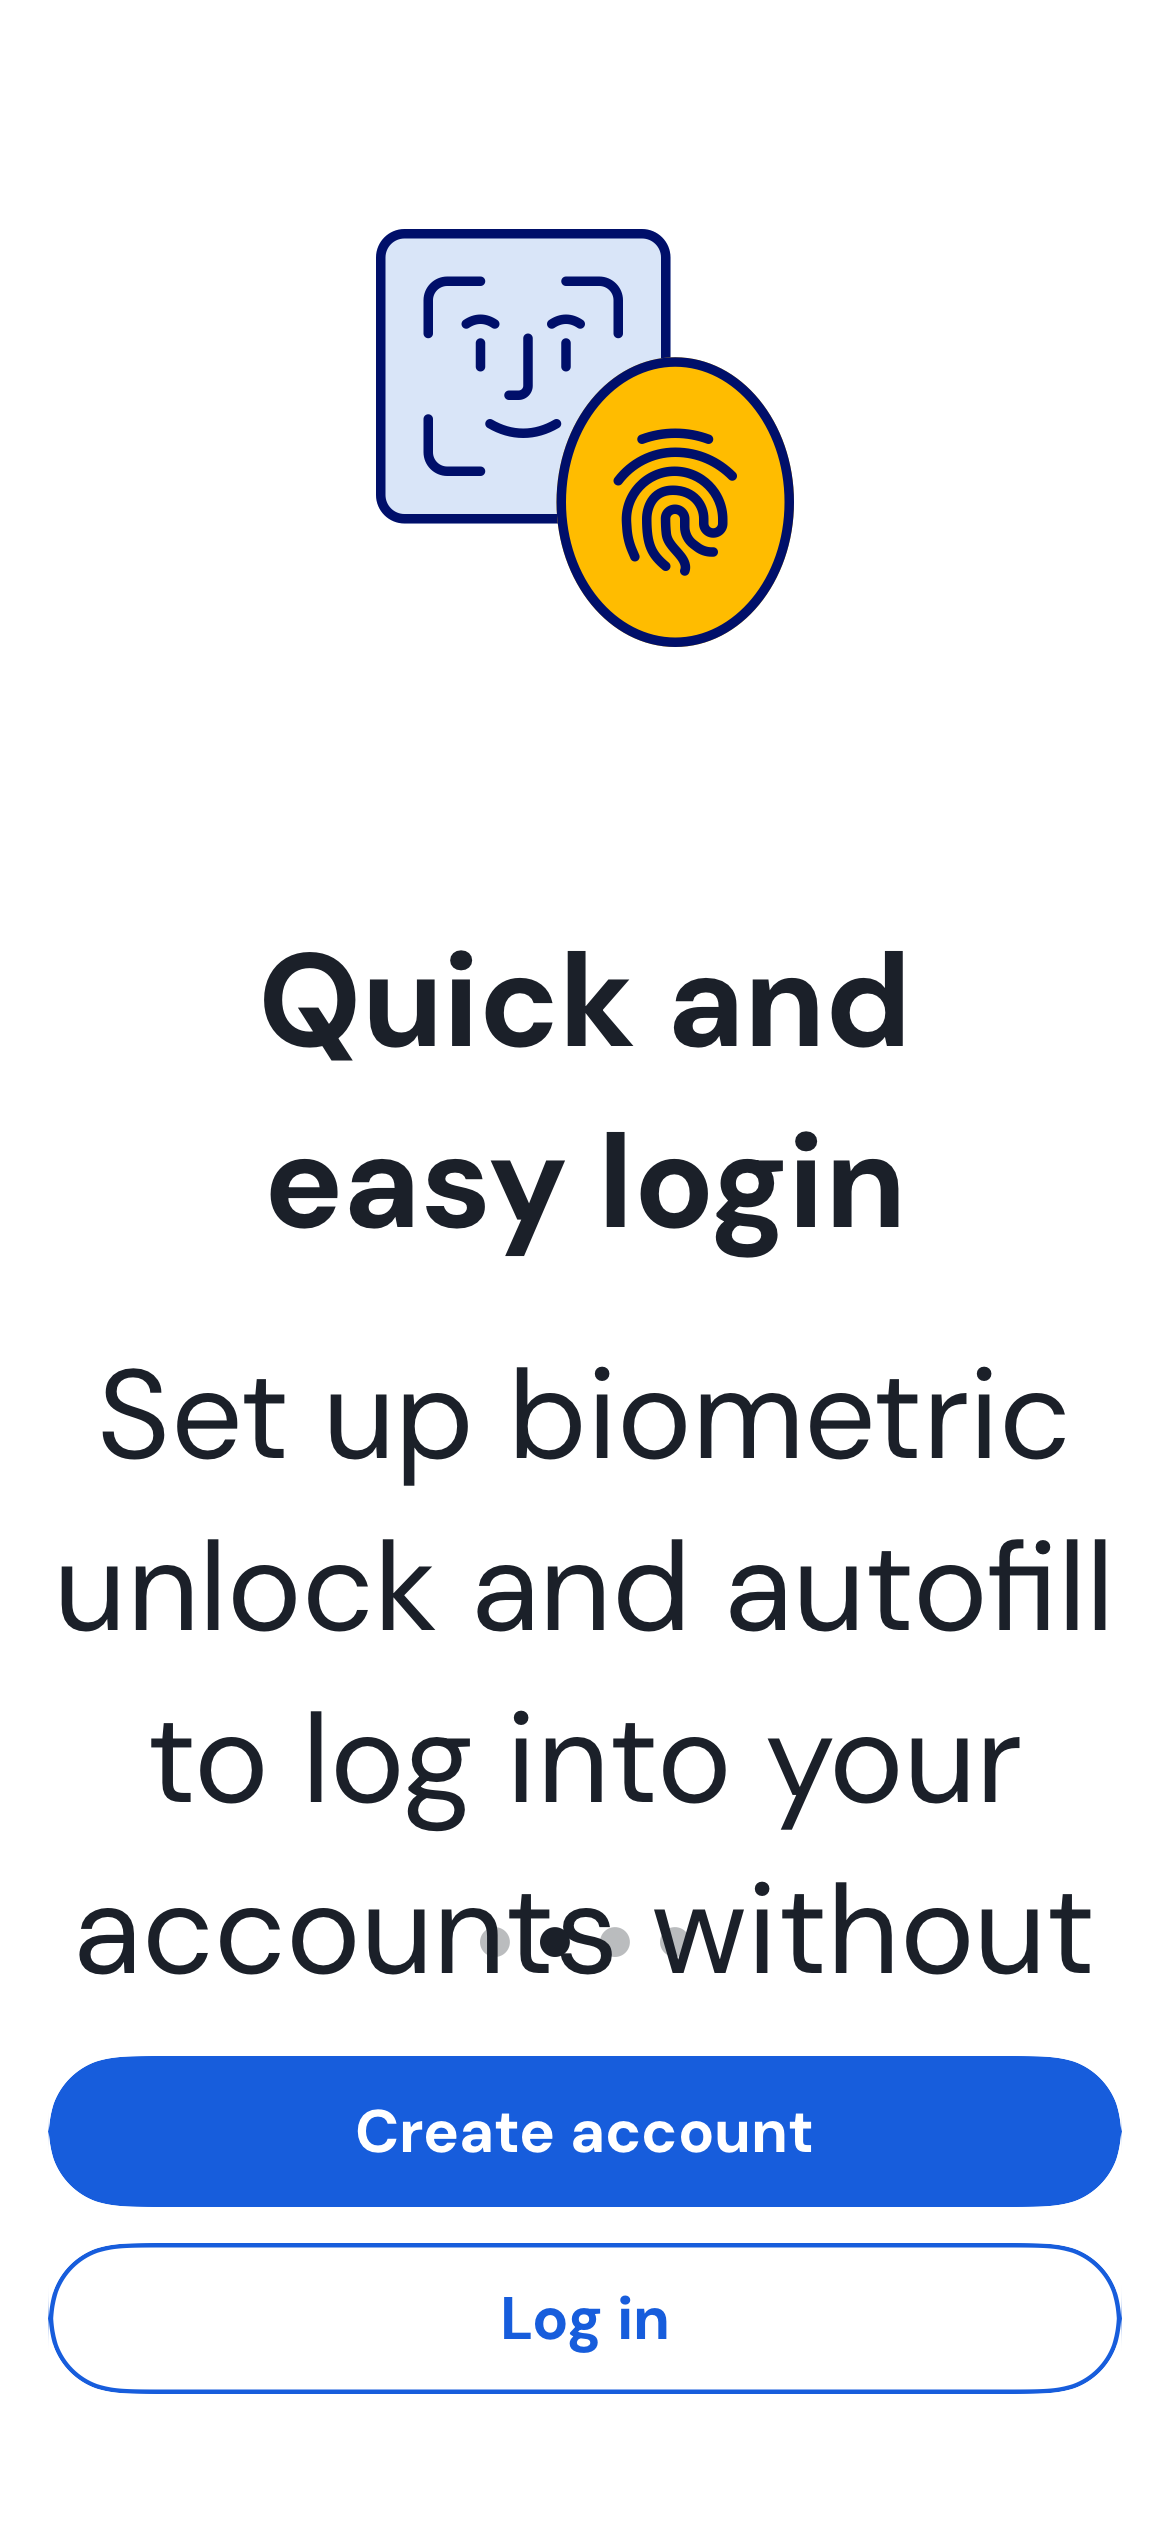 Quick and
easy login
Set up biometric
unlock and autofill
to log into your
accounts without
Create account
Log in